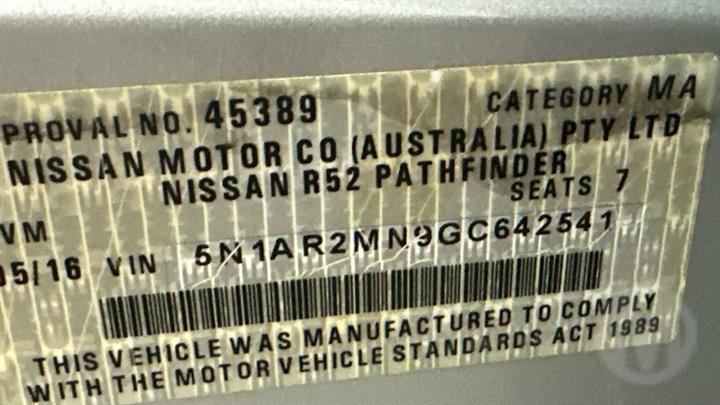 PROVAL NO. 45389 CATEGORY MA
NISSAN MOTOR CO (AUSTRALIA) PTY LTD
NISSAN R52 PATHFINDER
VM SEATS 7
05/16 VIN 5N1AR2MN9GC642541
THIS VEHICLE WAS MANUFACTURED TO COMPLY
WITH THE MOTOR VEHICLE STANDARDS ACT 1989